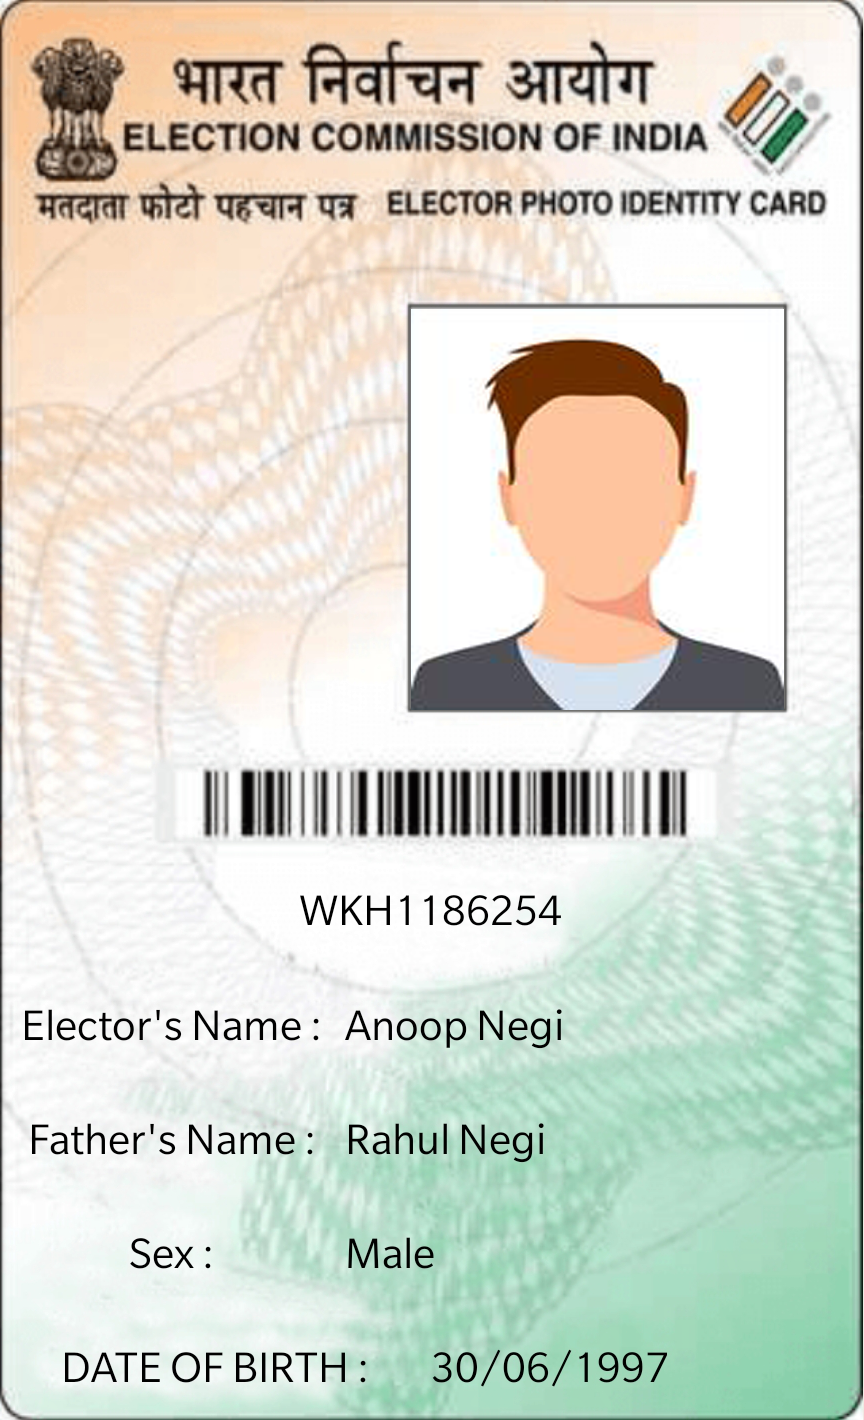 भारत निर्वाचन आयोग
ELECTION COMMISSION OF INDIA
मतदाता फोटो पहचान पत्र ELECTOR PHOTO IDENTITY CARD
WKH1186254
Elector's Name : Anoop Negi
Father's Name : Rahul Negi
Sex : Male
DATE OF BIRTH : 30/06/1997